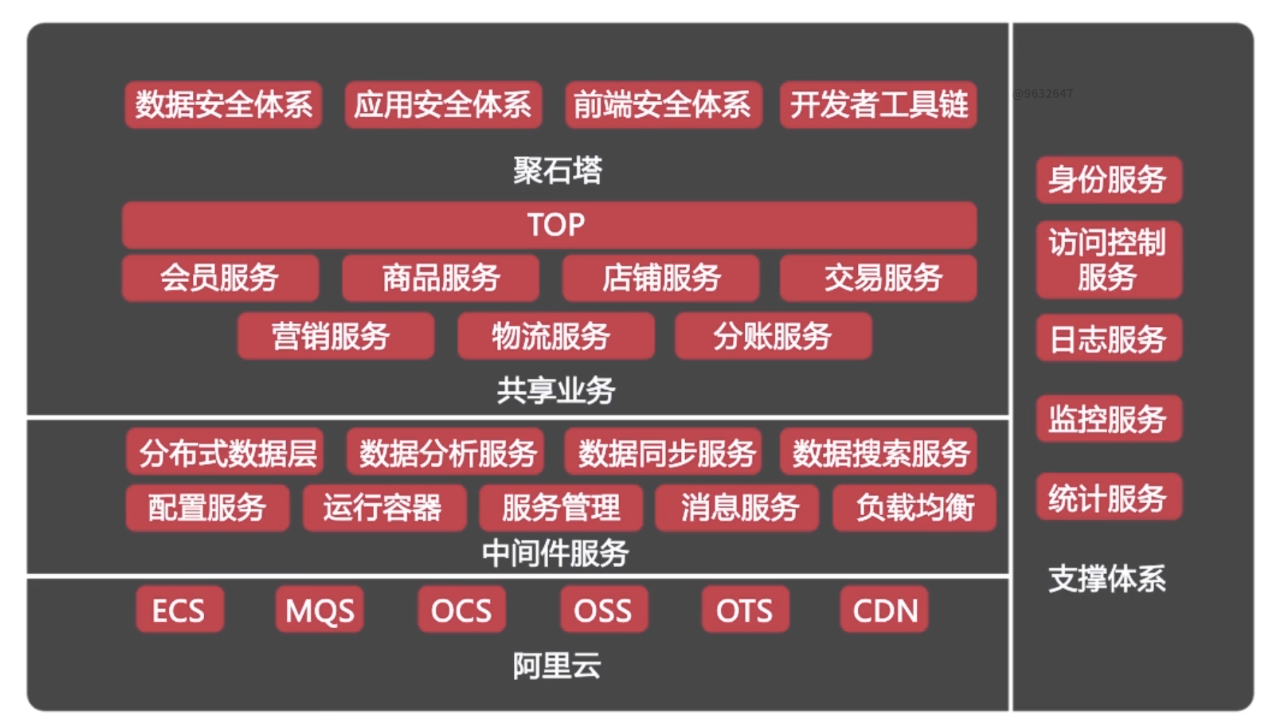 数据安全体系 应用安全体系 前端安全体系 开发者工具链
聚石塔
TOP
会员服务 商品服务 店铺服务 交易服务
营销服务 物流服务 分账服务
共享业务
分布式数据层 数据分析服务 数据同步服务 数据搜索服务
配置服务 运行容器 服务管理 消息服务 负载均衡
中间件服务
ECS MQS OCS OSS OTS CDN
阿里云
@9632647
身份服务
访问控制
服务
日志服务
监控服务
统计服务
支撑体系